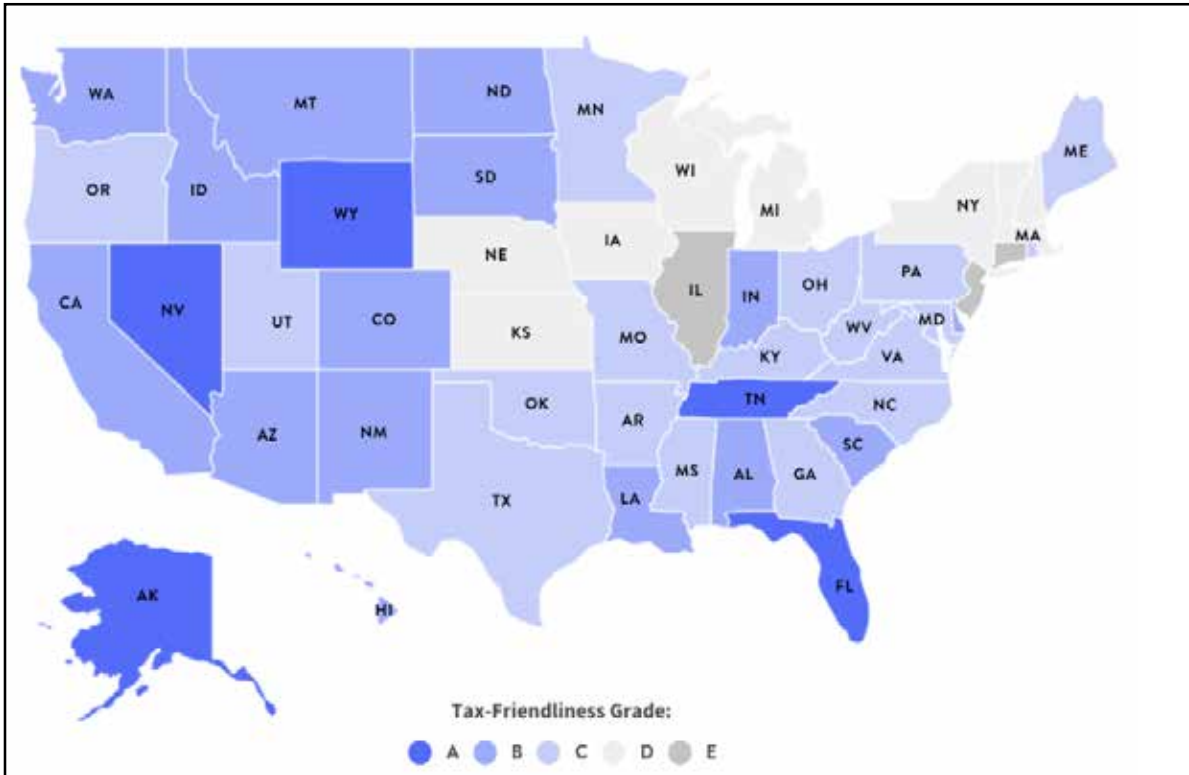 WA
MT
ND
MN
ME
OR
ID
SD
WI
NY
WY
MI
MA
NE
IA
PA
CA
NV
UT
CO
IL
IN
OH
MD
KS
MO
WV
KY
VA
AZ
NM
OK
AR
TN
NC
SC
MS
AL
GA
TX
LA
AK
HI
FL
Tax-Friendliness Grade:
A B C D E